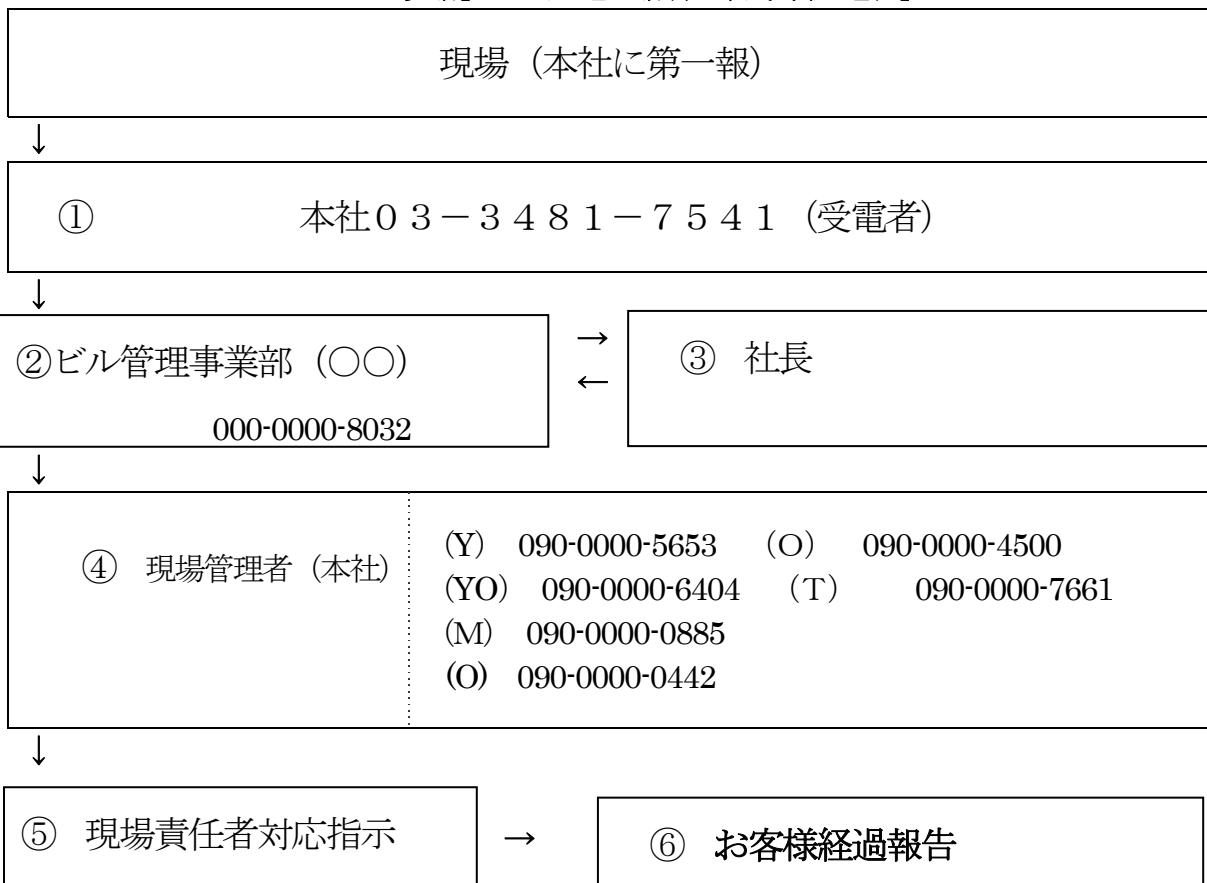 現場（本社に第一報）
↓
① 本社０３－３４８１－７５４１（受電者）
↓
②ビル管理事業部（○○）
000-0000-8032
→
←
③ 社長
↓
④ 現場管理者（本社）
(Y) 090-0000-5653 （O） 090-0000-4500
(YO) 090-0000-6404 （T） 090-0000-7661
(M) 090-0000-0885
(O) 090-0000-0442
↓
⑤ 現場責任者対応指示
→
⑥ お客様経過報告